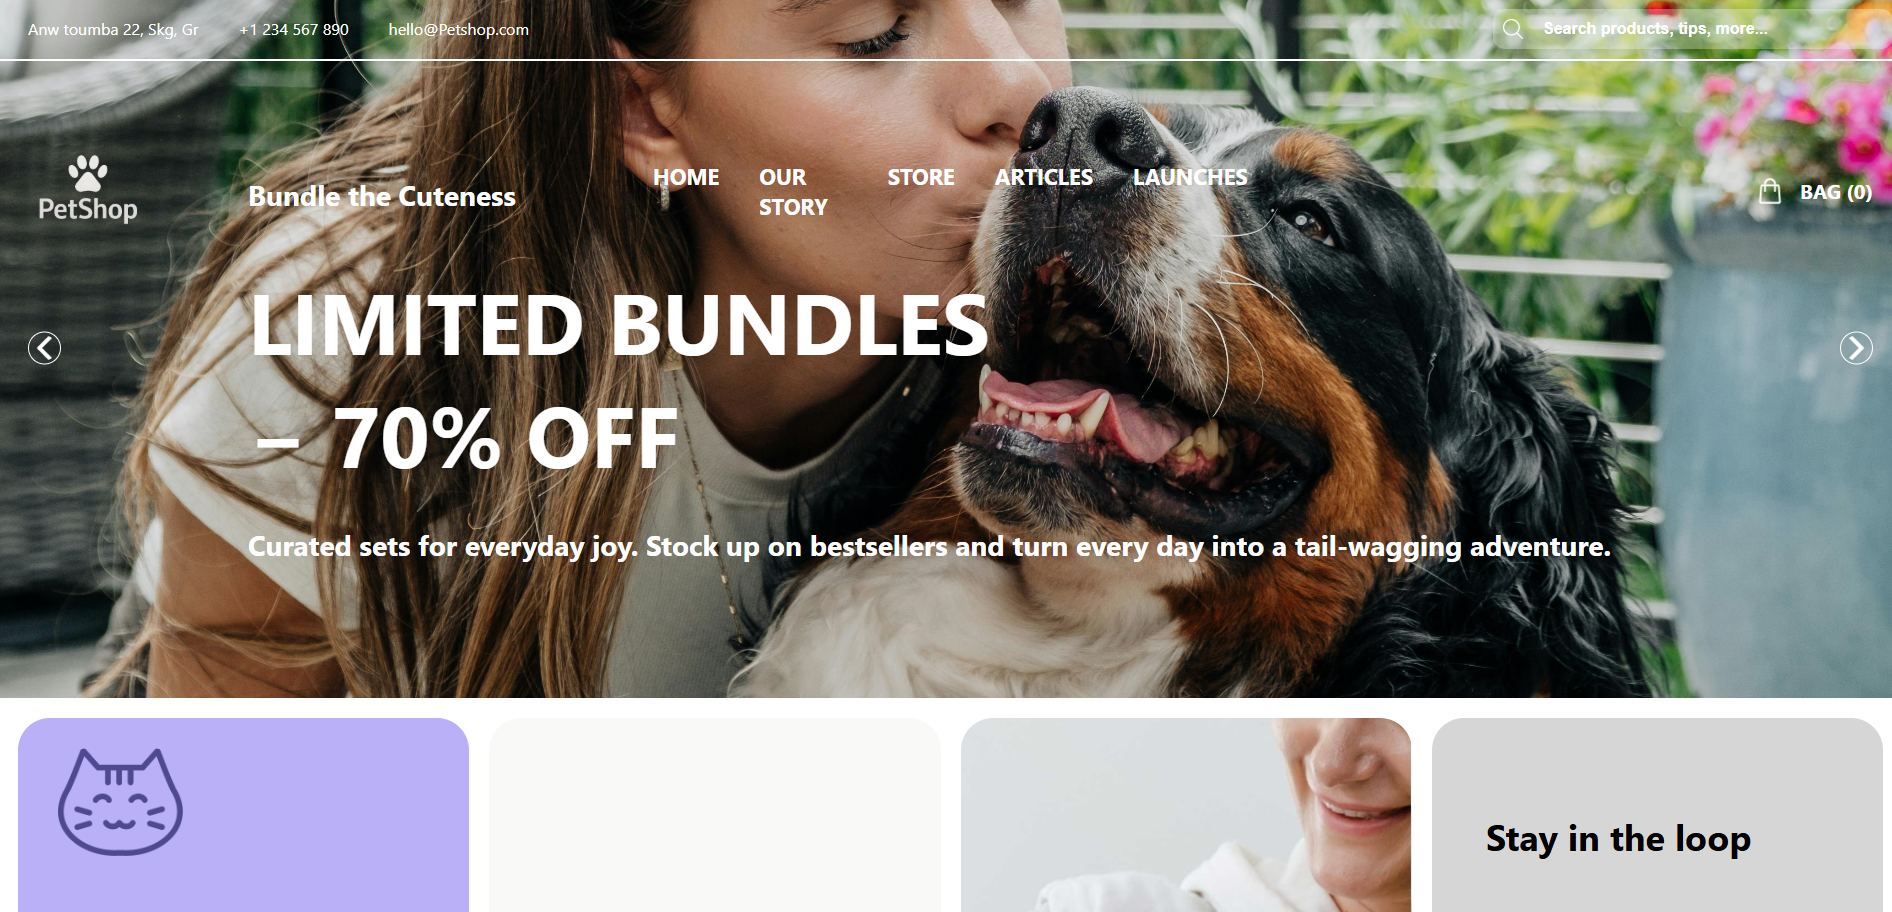 Anw toumba 22, Skg, Gr
+1 234 567 890
hello@Petshop.com
Search products, tips, more...
PetShop
HOME
OUR
STORY
STORE
ARTICLES
LAUNCHES
BAG (0)
Bundle the Cuteness
LIMITED BUNDLES
– 70% OFF
Curated sets for everyday joy. Stock up on bestsellers and turn every day into a tail-wagging adventure.
Stay in the loop